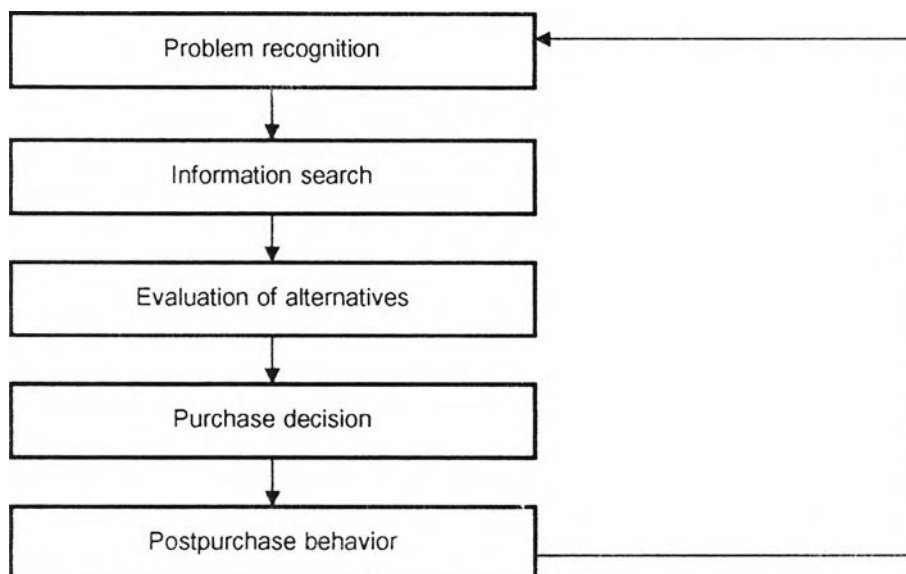 Problem recognition
Information search
Evaluation of alternatives
Purchase decision
Postpurchase behavior